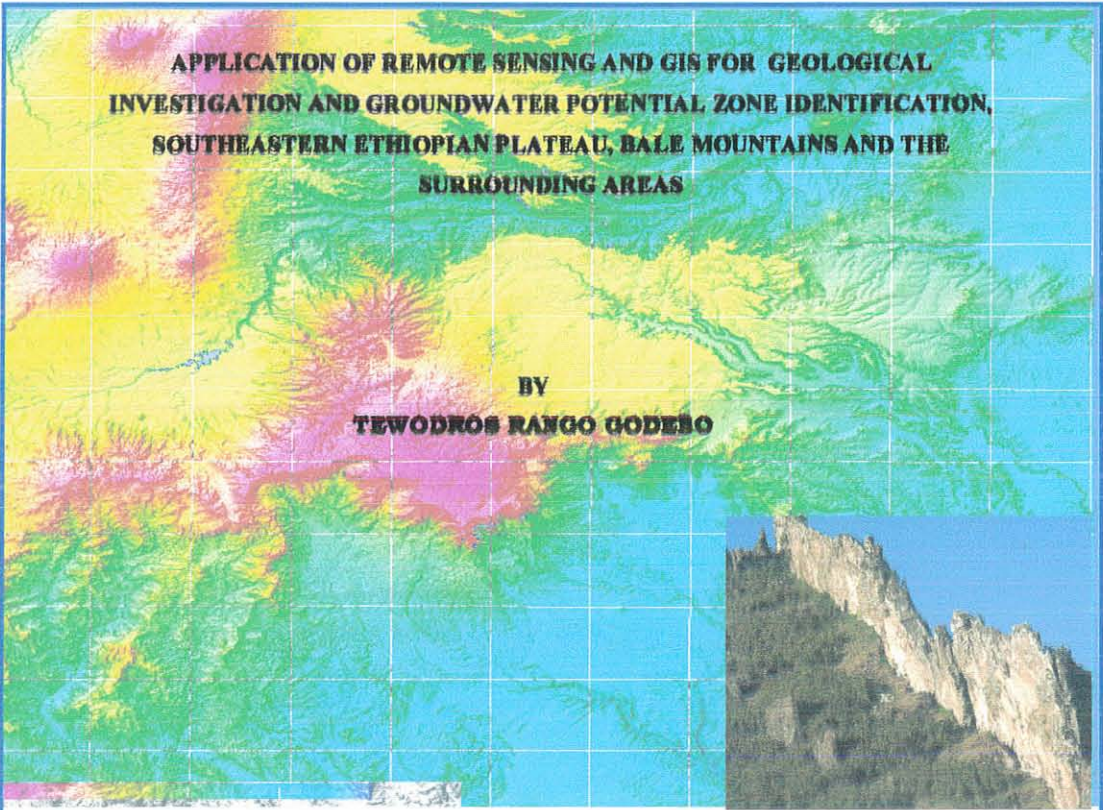 APPLICATION OF REMOTE SENSING AND GIS FOR GEOLOGICAL
INVESTIGATION AND GROUNDWATER POTENTIAL ZONE IDENTIFICATION,
SOUTHEASTERN ETHIOPIAN PLATEAU, BALE MOUNTAINS AND THE
SURROUNDING AREAS
BY
TEWODROS RANGO GODEBO